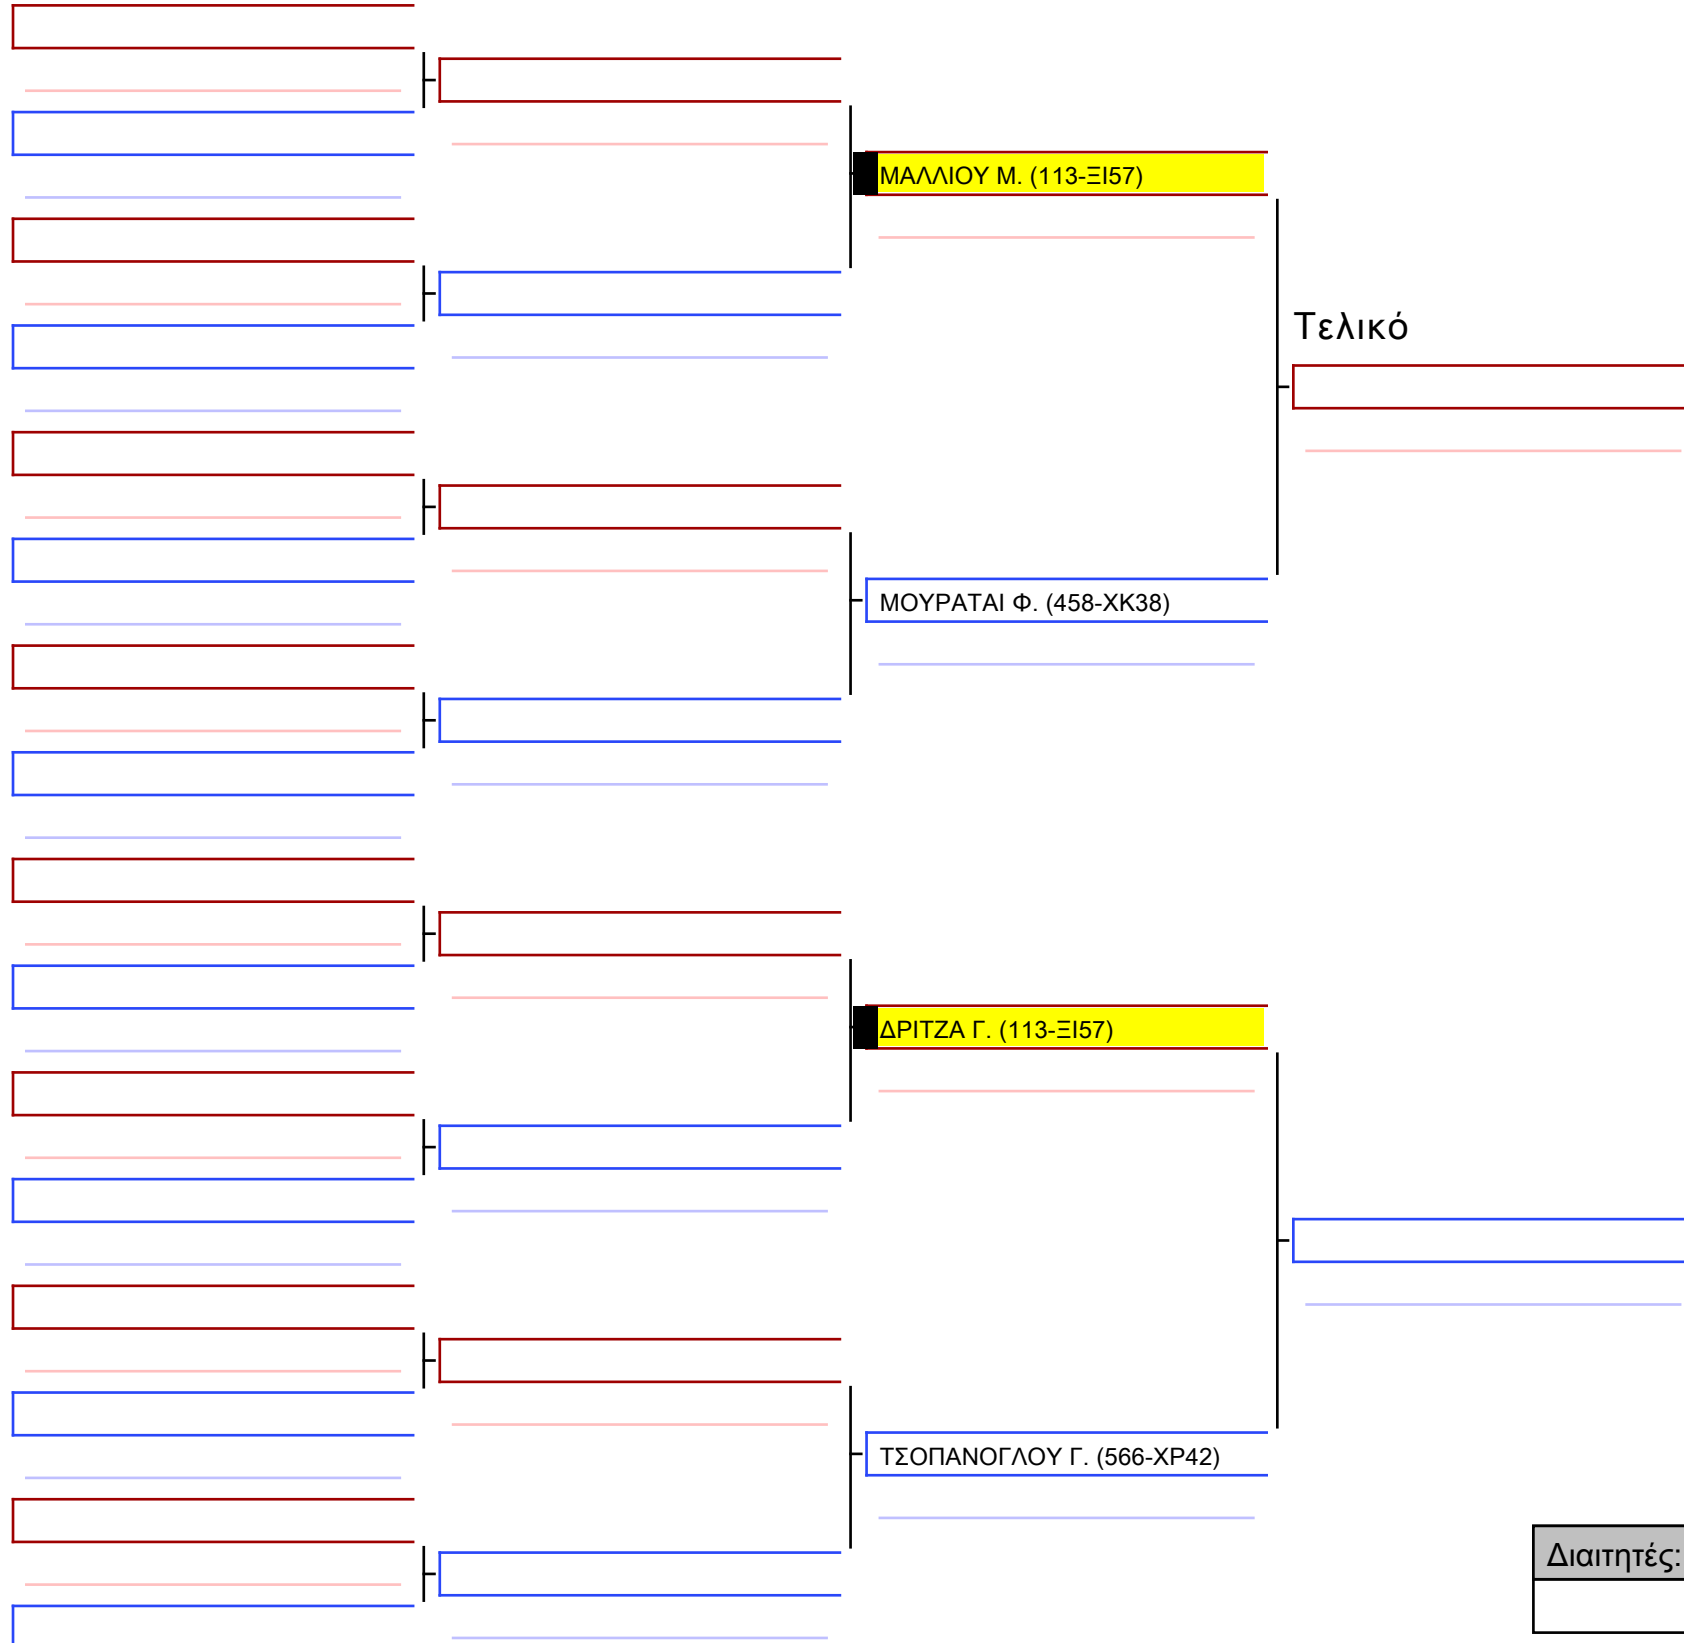 ΜΑΛΛΙΟΥ Μ. (113-ΞΙ57)
Τελικό
ΜΟΥΡΑΤΑΙ Φ. (458-ΧΚ38)
ΔΡΙΤΖΑ Γ. (113-ΞΙ57)
ΤΣΟΠΑΝΟΓΛΟΥ Γ. (566-ΧΡ42)
Διαιτητές: